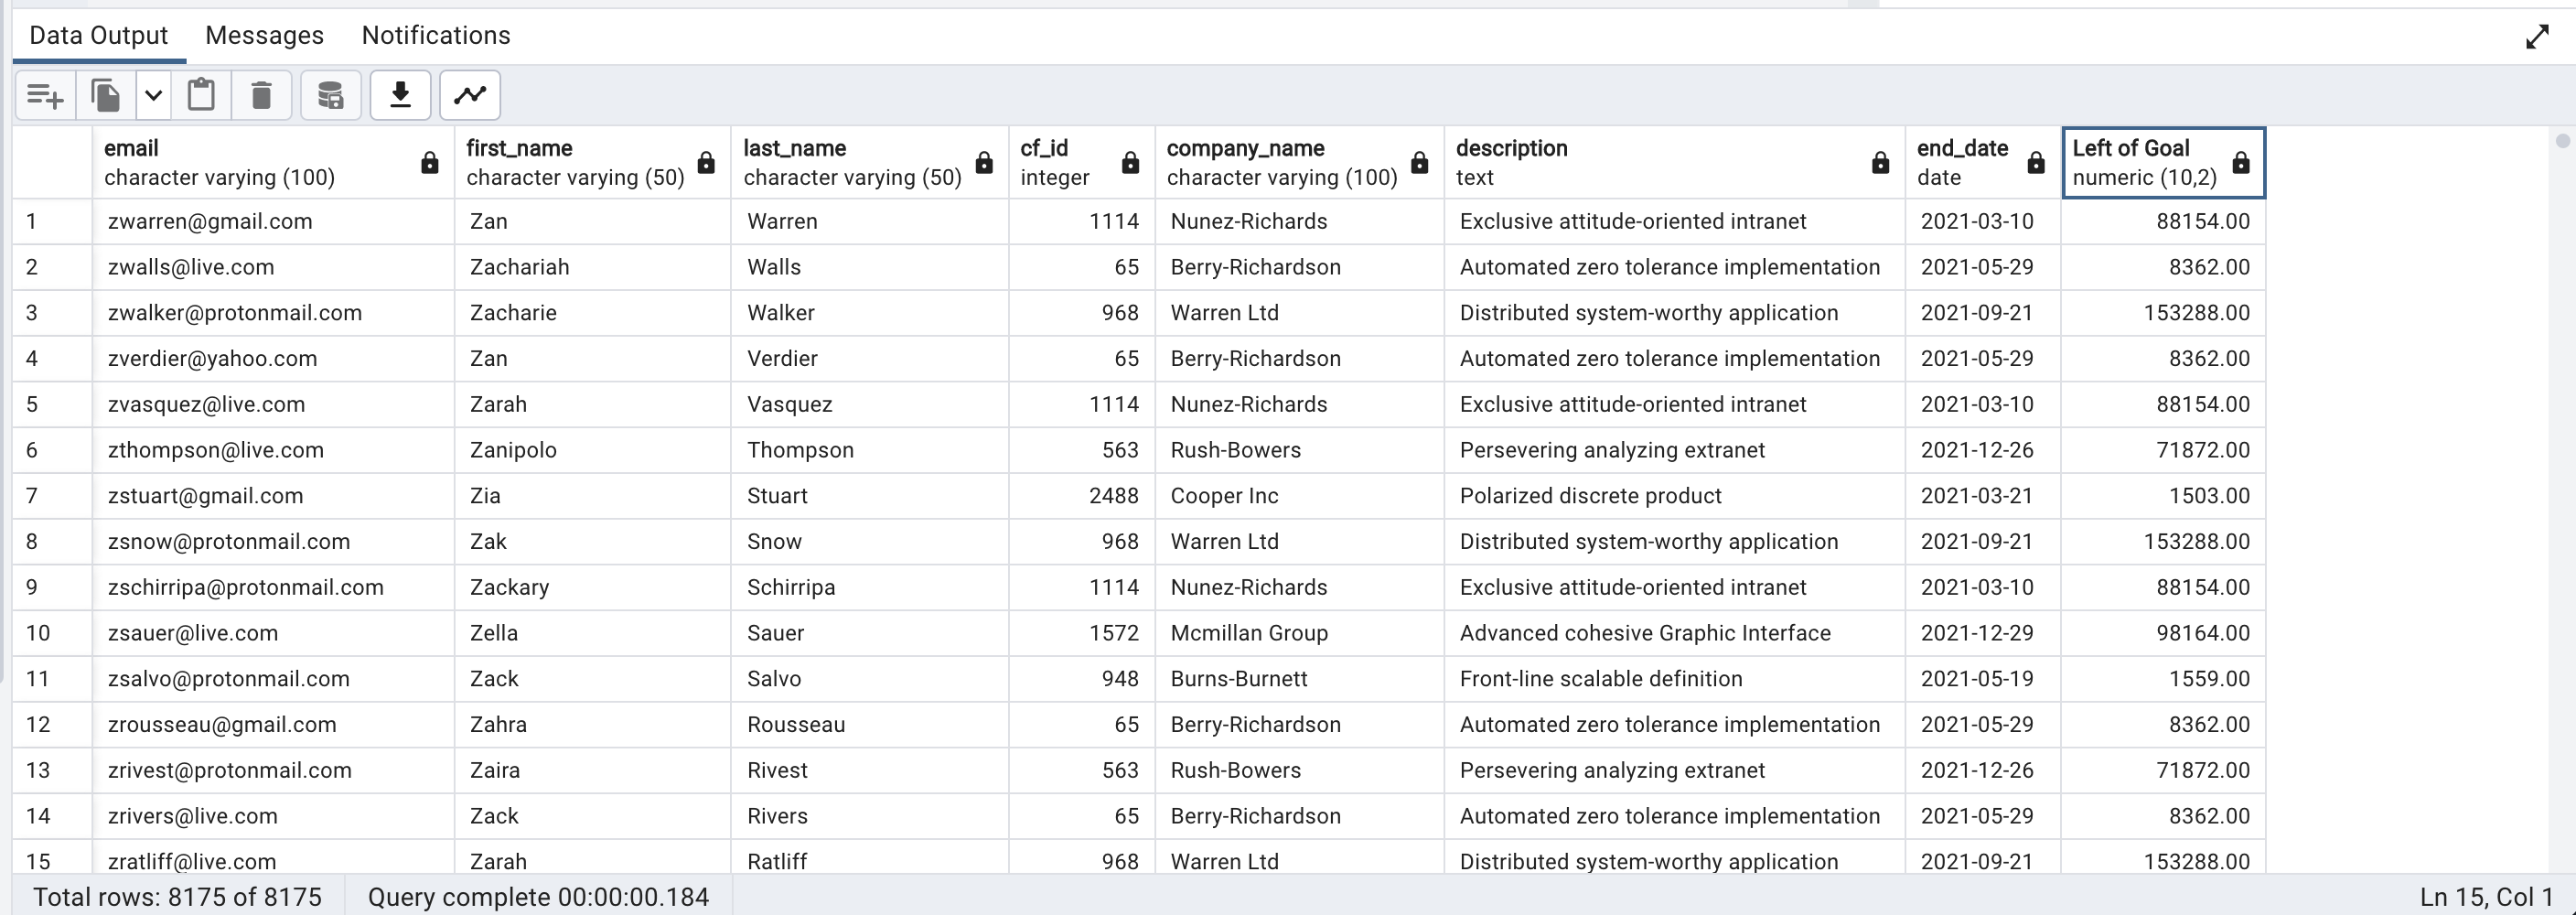 Data Output Messages Notifications
email first_name last_name cf_id company_name description end_date Left of Goal
character varying (100) character varying (50) character varying (50) integer character varying (100) text date numeric (10,2)
1 zwarren@gmail.com Zan Warren 1114 Nunez-Richards Exclusive attitude-oriented intranet 2021-03-10 88154.00
2 zwalls@live.com Zachariah Walls 65 Berry-Richardson Automated zero tolerance implementation 2021-05-29 8362.00
3 zwalker@protonmail.com Zacharie Walker 968 Warren Ltd Distributed system-worthy application 2021-09-21 153288.00
4 zverdier@yahoo.com Zan Verdier 65 Berry-Richardson Automated zero tolerance implementation 2021-05-29 8362.00
5 zvasquez@live.com Zarah Vasquez 1114 Nunez-Richards Exclusive attitude-oriented intranet 2021-03-10 88154.00
6 zthompson@live.com Zanipolo Thompson 563 Rush-Bowers Persevering analyzing extranet 2021-12-26 71872.00
7 zstuart@gmail.com Zia Stuart 2488 Cooper Inc Polarized discrete product 2021-03-21 1503.00
8 zsnow@protonmail.com Zak Snow 968 Warren Ltd Distributed system-worthy application 2021-09-21 153288.00
9 zschirripa@protonmail.com Zackary Schirripa 1114 Nunez-Richards Exclusive attitude-oriented intranet 2021-03-10 88154.00
10 zsauer@live.com Zella Sauer 1572 Mcmillan Group Advanced cohesive Graphic Interface 2021-12-29 98164.00
11 zsalvo@protonmail.com Zack Salvo 948 Burns-Burnett Front-line scalable definition 2021-05-19 1559.00
12 zrousseau@gmail.com Zahra Rousseau 65 Berry-Richardson Automated zero tolerance implementation 2021-05-29 8362.00
13 zrivest@protonmail.com Zaira Rivest 563 Rush-Bowers Persevering analyzing extranet 2021-12-26 71872.00
14 zrivers@live.com Zack Rivers 65 Berry-Richardson Automated zero tolerance implementation 2021-05-29 8362.00
15 zratliff@live.com Zarah Ratliff 968 Warren Ltd Distributed system-worthy application 2021-09-21 153288.00
Total rows: 8175 of 8175 Query complete 00:00:00.184 Ln 15, Col 1